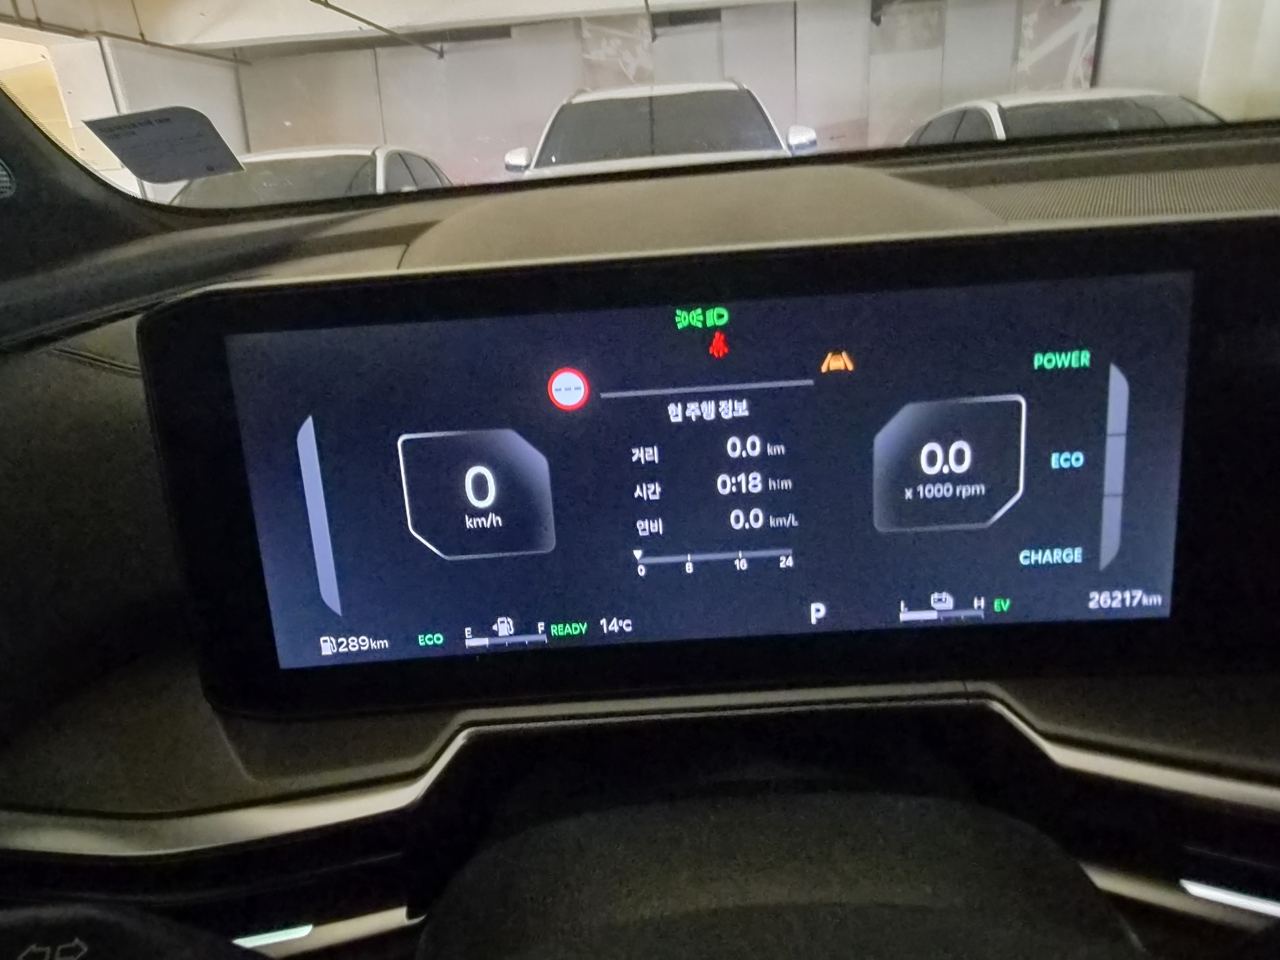 POWER
현 주행 정보
거리 0.0 km
0.0
x 1000 rpm
ECO
0
km/h
시간 0:18 h:m
연비 0.0 km/L
0 8 16 24
CHARGE
289km
ECO
E F
READY
14°C
P
L H
EV
26217km